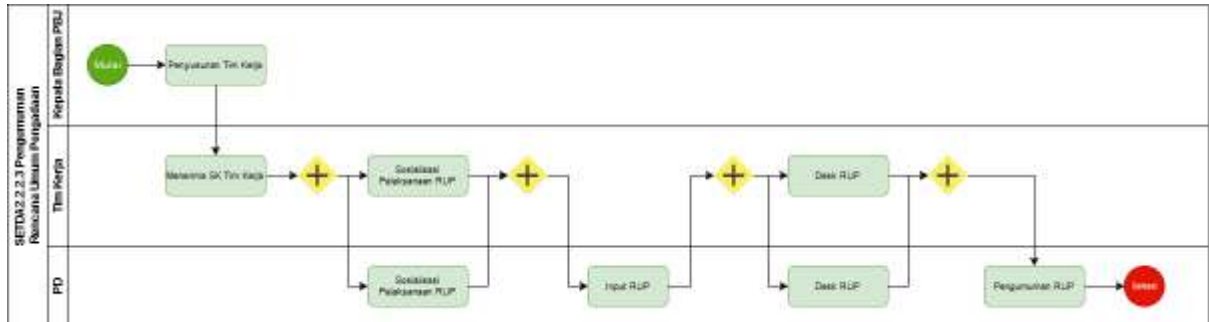 SETDA2.2.2.3 Pengumuman
Rencana Umum Pengadaan
Kepala Bagian PBJ
Mulai
Penyusunan Tim Kerja
Tim Kerja
Menerima SK Tim Kerja
Sosialisasi
Pelaksanaan RUP
Desk RUP
PD
Sosialisasi
Pelaksanaan RUP
Input RUP
Desk RUP
Pengumuman RUP
Selesai